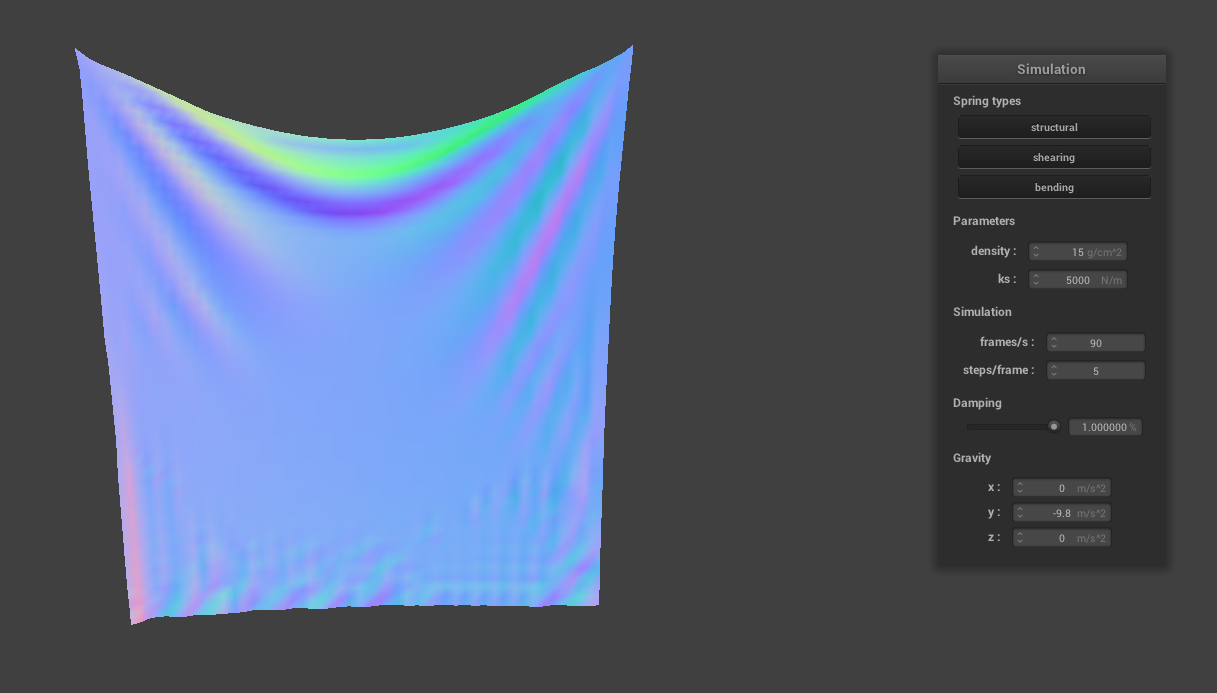 Simulation
Spring types
structural
shearing
bending
Parameters
density : 15 g/cm^2
ks : 5000 N/m
Simulation
frames/s : 90
steps/frame : 5
Damping
1.000000 %
Gravity
x : 0 m/s^2
y : -9.8 m/s^2
z : 0 m/s^2